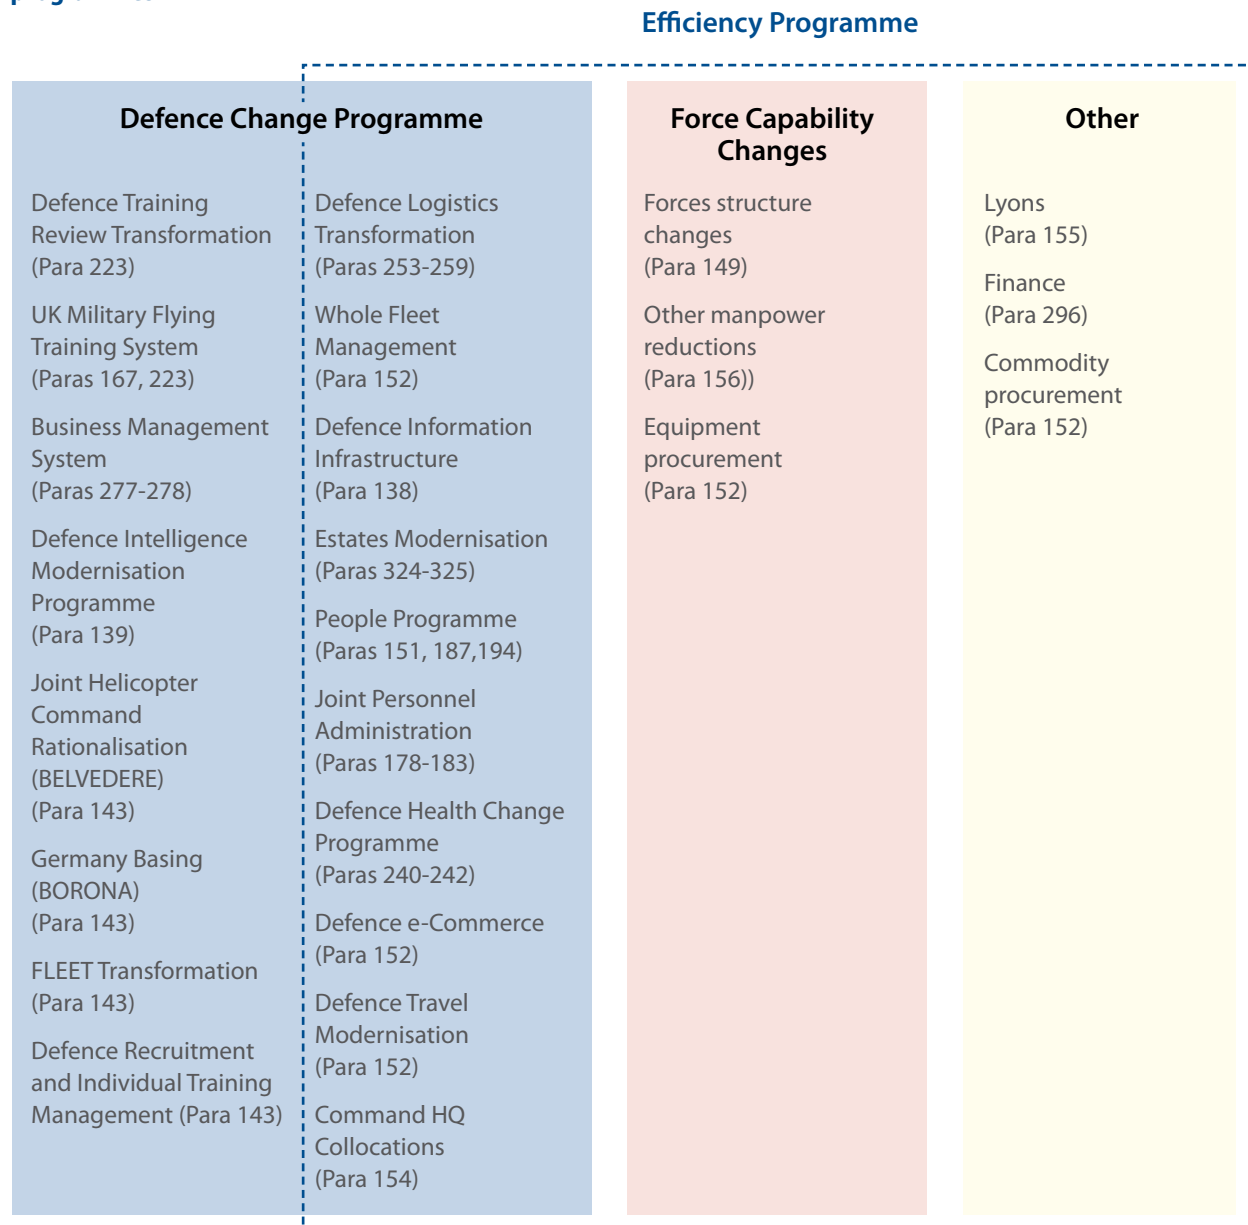 Efficiency Programme
Defence Change Programme
Defence Training
Review Transformation
(Para 223)
UK Military Flying
Training System
(Paras 167, 223)
Business Management
System
(Paras 277-278)
Defence Intelligence
Modernisation
Programme
(Para 139)
Joint Helicopter
Command
Rationalisation
(BELVEDERE)
(Para 143)
Germany Basing
(BORONA)
(Para 143)
FLEET Transformation
(Para 143)
Defence Recruitment
and Individual Training
Management (Para 143)
Defence Logistics
Transformation
(Paras 253-259)
Whole Fleet
Management
(Para 152)
Defence Information
Infrastructure
(Para 138)
Estates Modernisation
(Paras 324-325)
People Programme
(Paras 151, 187,194)
Joint Personnel
Administration
(Paras 178-183)
Defence Health Change
Programme
(Paras 240-242)
Defence e-Commerce
(Para 152)
Defence Travel
Modernisation
(Para 152)
Command HQ
Collocations
(Para 154)
Force Capability
Changes
Forces structure
changes
(Para 149)
Other manpower
reductions
(Para 156))
Equipment
procurement
(Para 152)
Other
Lyons
(Para 155)
Finance
(Para 296)
Commodity
procurement
(Para 152)